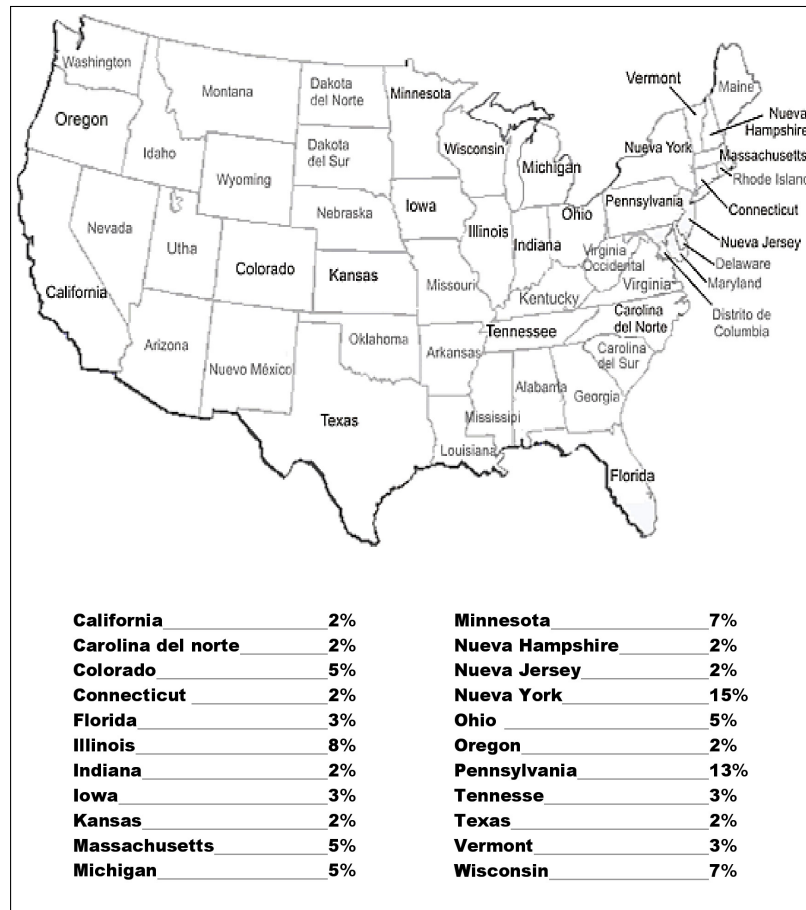 Washington
Oregon
California
Idaho
Nevada
Montana
Wyoming
Utha
Arizona
Colorado
Nuevo México
Dakota
del Norte
Dakota
del Sur
Nebraska
Kansas
Oklahoma
Texas
Minnesota
Iowa
Missouri
Arkansas
Louisiana
Wisconsin
Illinois
Michigan
Indiana
Ohio
Kentucky
Tennessee
Mississipi
Alabama
Georgia
Florida
Carolina
del Sur
Carolina
del Norte
Virginia
Virginia
Occidental
Pennsylvania
Nueva York
Vermont
Maine
Nueva
Hampshire
Massachusetts
Rhode Island
Connecticut
Nueva Jersey
Delaware
Maryland
Distrito de
Columbia
California 2%
Carolina del norte 2%
Colorado 5%
Connecticut 2%
Florida 3%
Illinois 8%
Indiana 2%
Iowa 3%
Kansas 2%
Massachusetts 5%
Michigan 5%
Minnesota 7%
Nueva Hampshire 2%
Nueva Jersey 2%
Nueva York 15%
Ohio 5%
Oregon 2%
Pennsylvania 13%
Tennesse 3%
Texas 2%
Vermont 3%
Wisconsin 7%